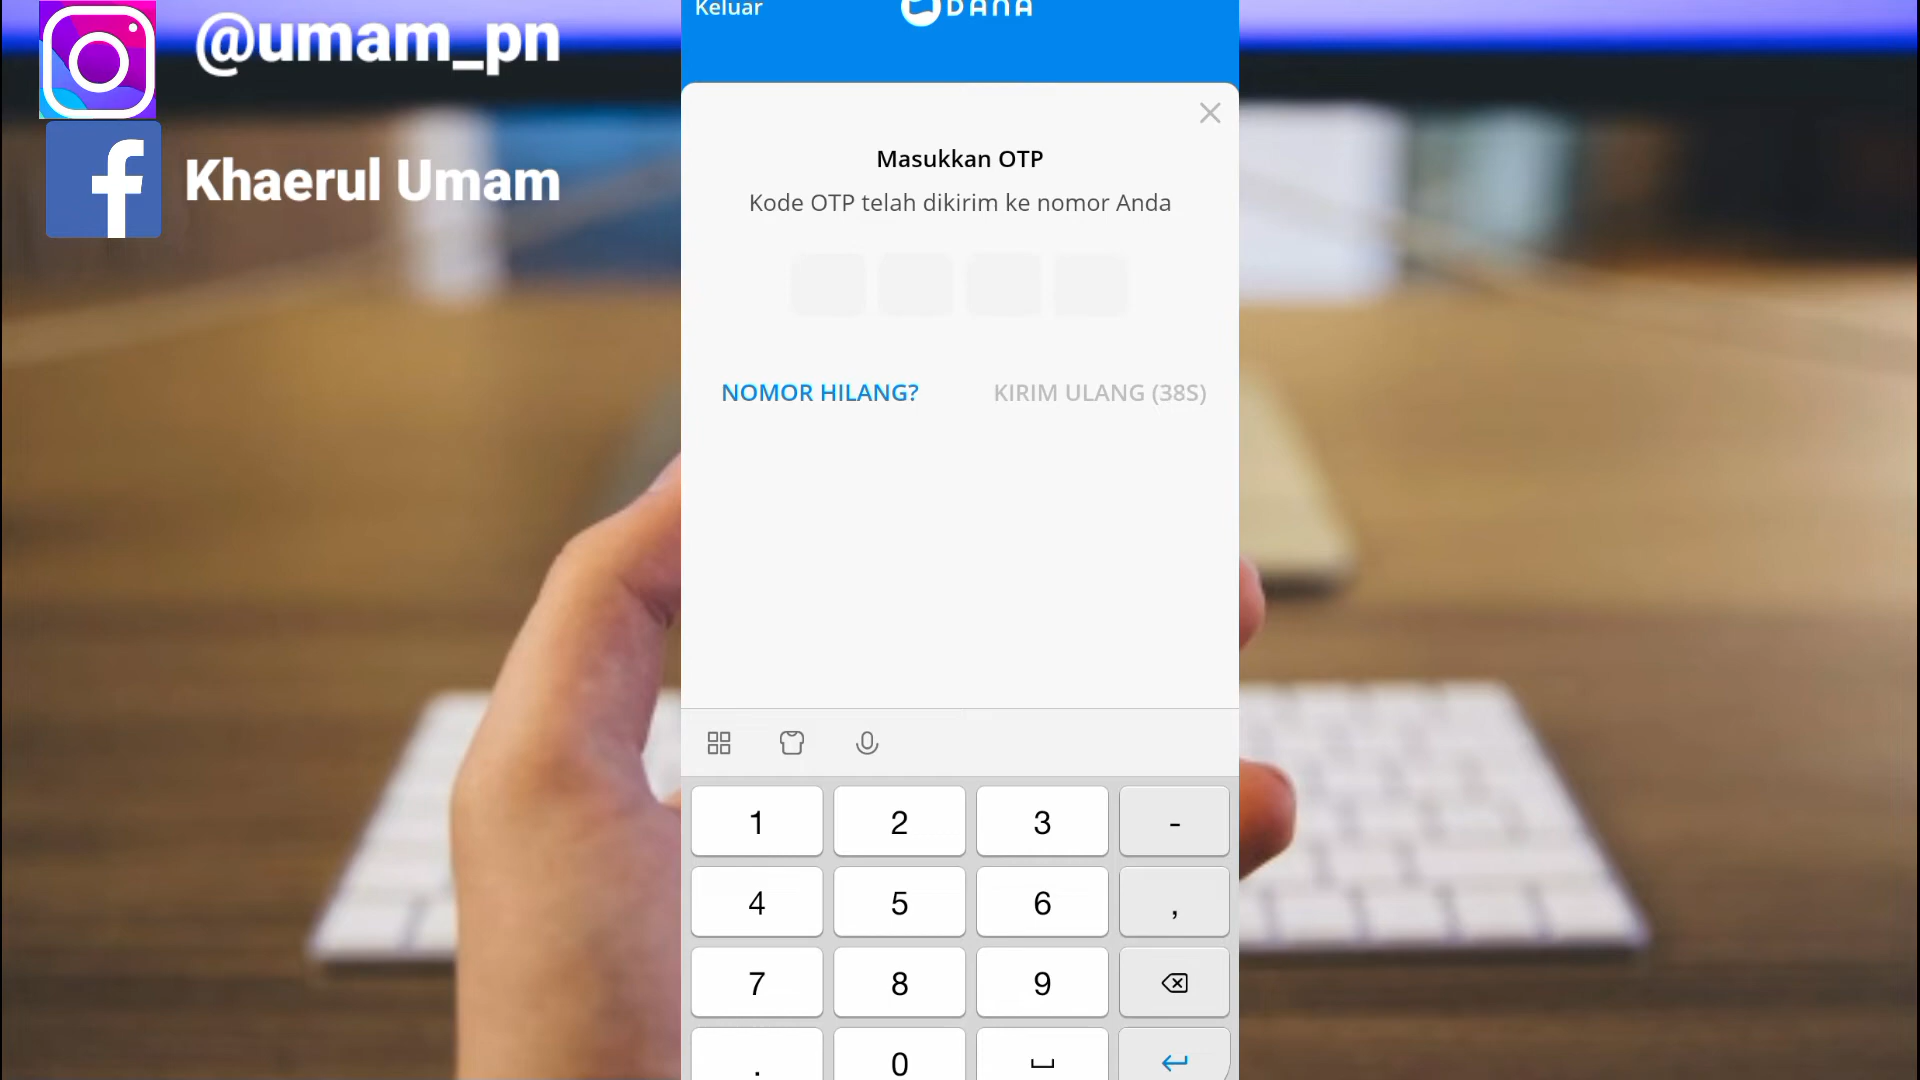 @umam_pn
Khaerul Umam
Keluar
DANA
Masukkan OTP
Kode OTP telah dikirim ke nomor Anda
NOMOR HILANG?
KIRIM ULANG (38S)
1 2 3 -
4 5 6 ,
7 8 9
. 0